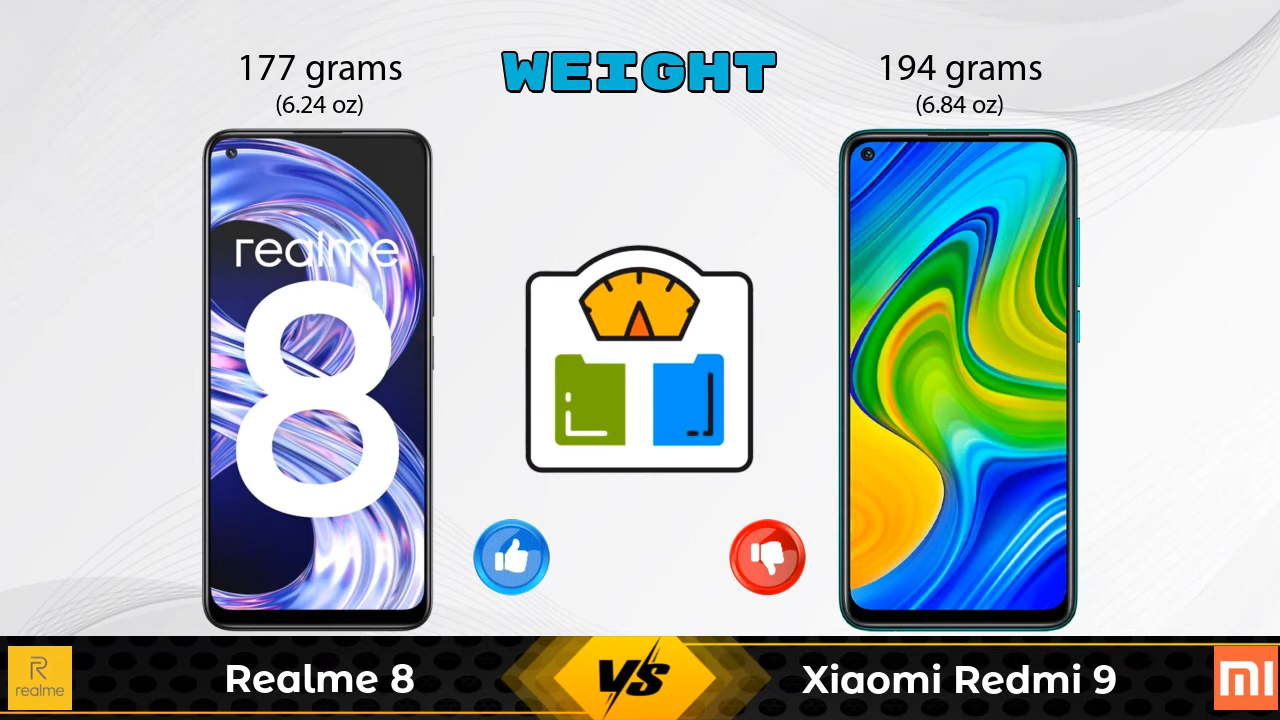 WEIGHT
177 grams
(6.24 oz)
194 grams
(6.84 oz)
realme
8
R
realme
Realme 8
VS
Xiaomi Redmi 9
mi